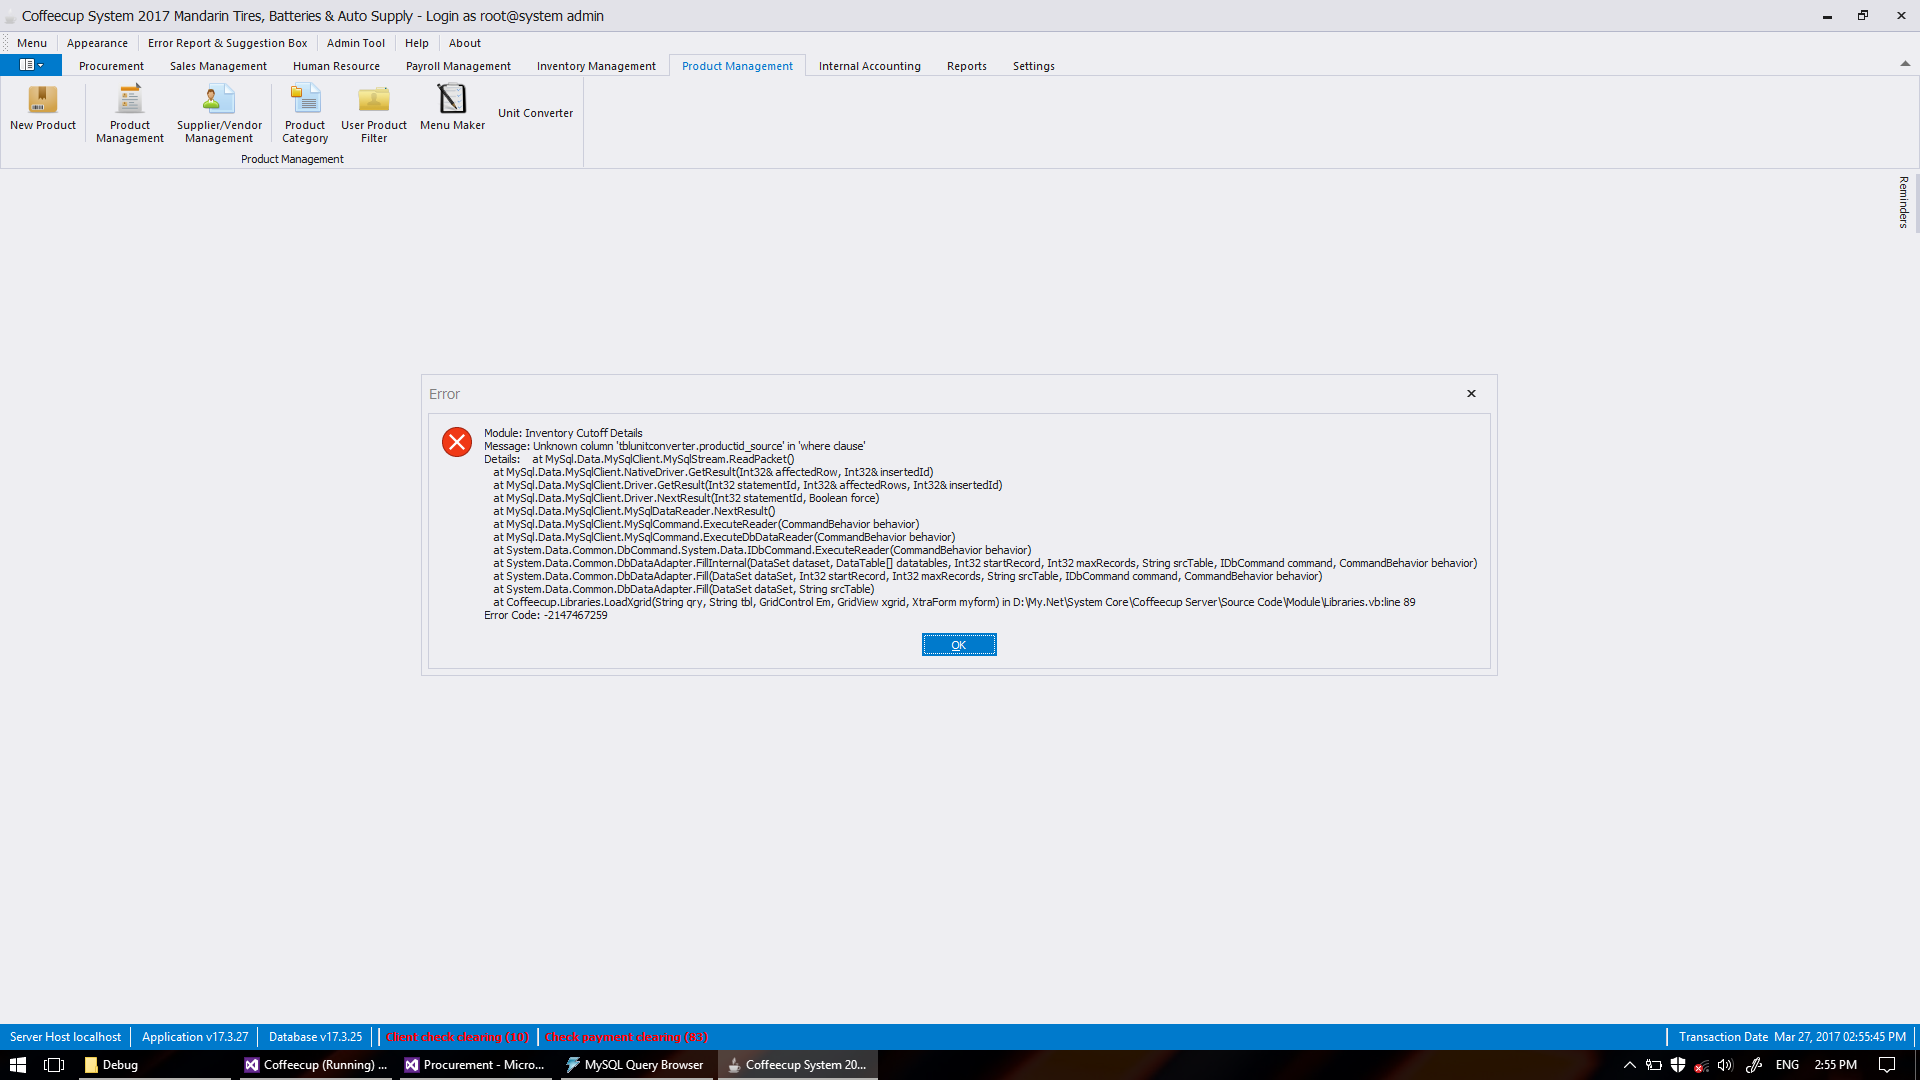 Coffeecup System 2017 Mandarin Tires, Batteries & Auto Supply - Login as root@system admin
Menu Appearance Error Report & Suggestion Box Admin Tool Help About
Procurement Sales Management Human Resource Payroll Management Inventory Management Product Management Internal Accounting Reports Settings
New Product
Product
Management
Supplier/Vendor
Management
Product
Category
User Product
Filter
Menu Maker
Unit Converter
Product Management
Reminders
Error
Module: Inventory Cutoff Details
Message: Unknown column 'tblunitconverter.productid_source' in 'where clause'
Details:    at MySql.Data.MySqlClient.MySqlStream.ReadPacket()
at MySql.Data.MySqlClient.NativeDriver.GetResult(Int32& affectedRow, Int32& insertedId)
at MySql.Data.MySqlClient.Driver.GetResult(Int32 statementId, Int32& affectedRows, Int32& insertedId)
at MySql.Data.MySqlClient.Driver.NextResult(Int32 statementId, Boolean force)
at MySql.Data.MySqlClient.MySqlDataReader.NextResult()
at MySql.Data.MySqlClient.MySqlCommand.ExecuteReader(CommandBehavior behavior)
at MySql.Data.MySqlClient.MySqlCommand.ExecuteDbDataReader(CommandBehavior behavior)
at System.Data.Common.DbCommand.System.Data.IDbCommand.ExecuteReader(CommandBehavior behavior)
at System.Data.Common.DbDataAdapter.FillInternal(DataSet dataset, DataTable[] datatables, Int32 startRecord, Int32 maxRecords, String srcTable, IDbCommand command, CommandBehavior behavior)
at System.Data.Common.DbDataAdapter.Fill(DataSet dataSet, Int32 startRecord, Int32 maxRecords, String srcTable, IDbCommand command, CommandBehavior behavior)
at System.Data.Common.DbDataAdapter.Fill(DataSet dataSet, String srcTable)
at Coffeecup.Libraries.LoadXgrid(String qry, String tbl, GridControl Em, GridView xgrid, XtraForm myform) in D:\My.Net\System Core\Coffeecup Server\Source Code\Module\Libraries.vb:line 89
Error Code: -2147467259
OK
Server Host localhost Application v17.3.27 Database v17.3.25 Client check clearing (10) Check payment clearing (83) Transaction Date Mar 27, 2017 02:55:45 PM
Debug Coffeecup (Running) ... Procurement - Micro... MySQL Query Browser Coffeecup System 20... ENG 2:55 PM